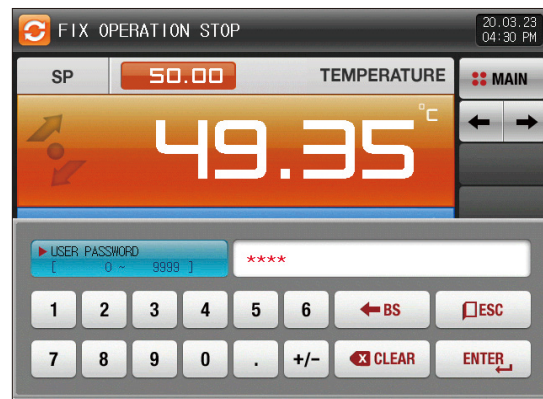 FIX OPERATION STOP
20.03.23
04:30 PM
SP 50.00 TEMPERATURE
MAIN
49.35 °C
← →
▶ USER PASSWORD
[ 0 ~ 9999 ]
****
1 2 3 4 5 6 ← BS ESC
7 8 9 0 . +/− CLEAR ENTER